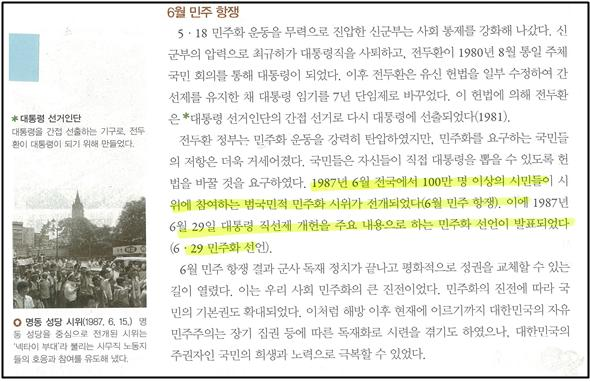 6월 민주 항쟁
5·18 민주화 운동을 무력으로 진압한 신군부는 사회 통제를 강화해 나갔다. 신
군부의 압력으로 최규하가 대통령직을 사퇴하고, 전두환이 1980년 8월 통일 주체
국민 회의를 통해 대통령이 되었다. 이후 전두환은 유신 헌법을 일부 수정하여 간
선제를 유지한 채 대통령 임기를 7년 단임제로 바꾸었다. 이 헌법에 의해 전두환
은 *대통령 선거인단의 간접 선거로 다시 대통령에 선출되었다(1981).
전두환 정부는 민주화 운동을 강력히 탄압하였지만, 민주화를 요구하는 국민들
의 저항은 더욱 거세어졌다. 국민들은 자신들이 직접 대통령을 뽑을 수 있도록 헌
법을 바꿀 것을 요구하였다. 1987년 6월 전국에서 100만 명 이상의 시민들이 시
위에 참여하는 범국민적 민주화 시위가 전개되었다(6월 민주 항쟁). 이에 1987년
6월 29일 대통령 직선제 개헌을 주요 내용으로 하는 민주화 선언이 발표되었다
(6·29 민주화 선언).
6월 민주 항쟁 결과 군사 독재 정치가 끝나고 평화적으로 정권을 교체할 수 있는
길이 열렸다. 이는 우리 사회 민주화의 큰 진전이었다. 민주화의 진전에 따라 국
민의 기본권도 확대되었다. 이처럼 해방 이후 현재에 이르기까지 대한민국의 자유
민주주의는 장기 집권 등에 따른 독재화로 시련을 겪기도 하였으나, 대한민국의
주권자인 국민의 희생과 노력으로 극복할 수 있었다.
*대통령 선거인단
대통령을 간접 선출하는 기구로, 전두
환이 대통령이 되기 위해 만들었다.
명동 성당 시위(1987. 6. 15.) 명
동 성당을 중심으로 전개된 시위는
'넥타이 부대'라 불리는 사무직 노동자
들의 호응과 참여를 유도해 냈다.